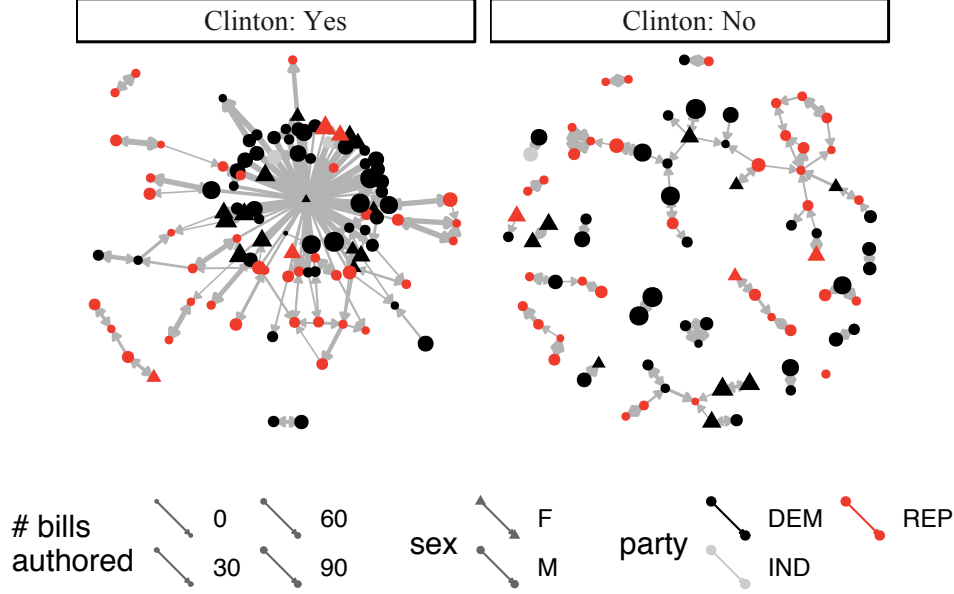 Clinton: Yes
Clinton: No
# bills
authored
0
60
30
90
sex
F
M
party
DEM
REP
IND